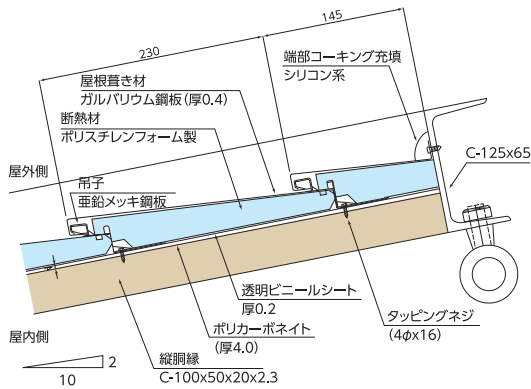 230
145
屋根葺き材
ガルバリウム鋼板(厚0.4)
断熱材
ポリスチレンフォーム製
端部コーキング充填
シリコン系
C-125x65
屋外側
吊子
亜鉛メッキ鋼板
透明ビニールシート
厚0.2
ポリカーボネイト
(厚4.0)
タッピングネジ
(4φx16)
屋内側
縦胴縁
C-100x50x20x2.3
2
10